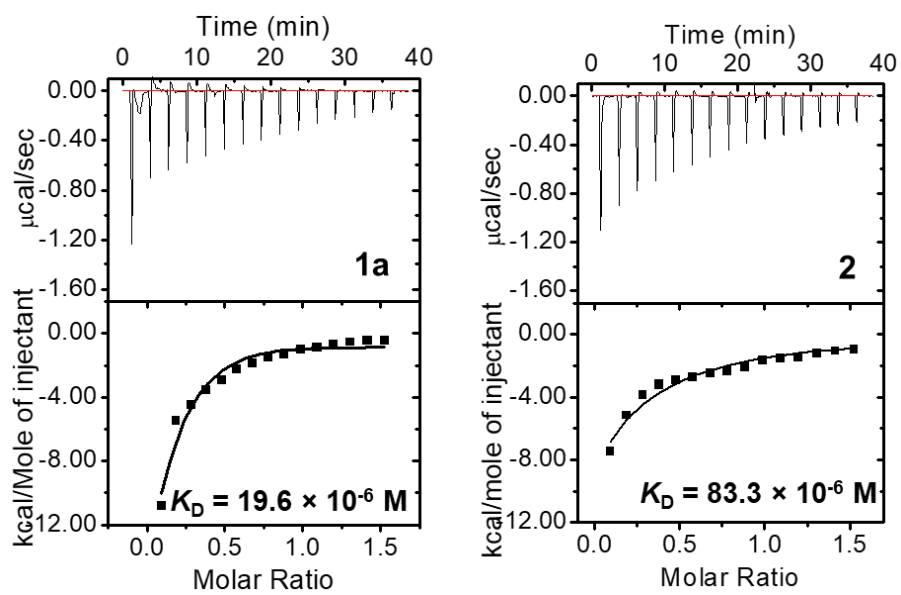 Time (min)
0 10 20 30 40
0.00
-0.40
-0.80
-1.20
-1.60
μcal/sec
1a
0.00
-4.00
-8.00
-12.00
kcal/Mole of injectant
KD = 19.6 × 10-6 M
0.0 0.5 1.0 1.5
Molar Ratio
Time (min)
0 10 20 30 40
0.00
-0.40
-0.80
-1.20
-1.60
μcal/sec
2
0.00
-4.00
-8.00
-12.00
kcal/mole of injectant
KD = 83.3 × 10-6 M
0.0 0.5 1.0 1.5
Molar Ratio